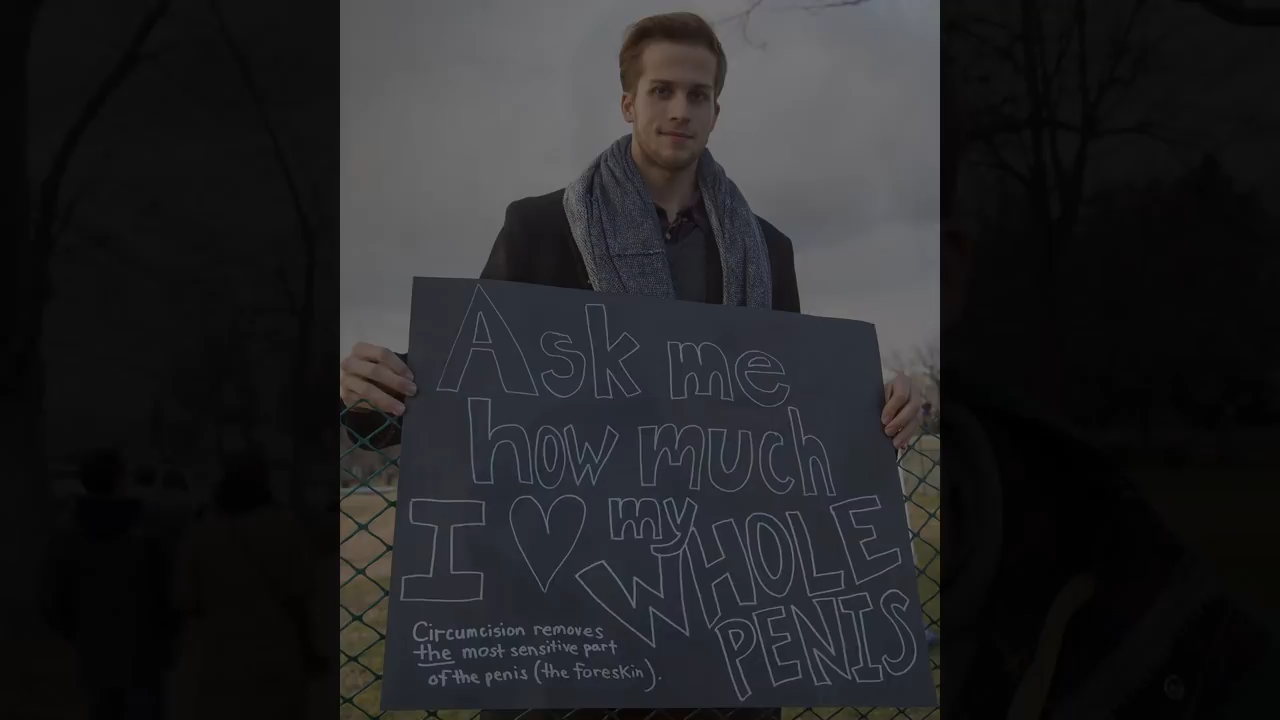 Ask me
how much
I ♥ my WHOLE
PENIS
Circumcision removes
the most sensitive part
of the penis (the foreskin).